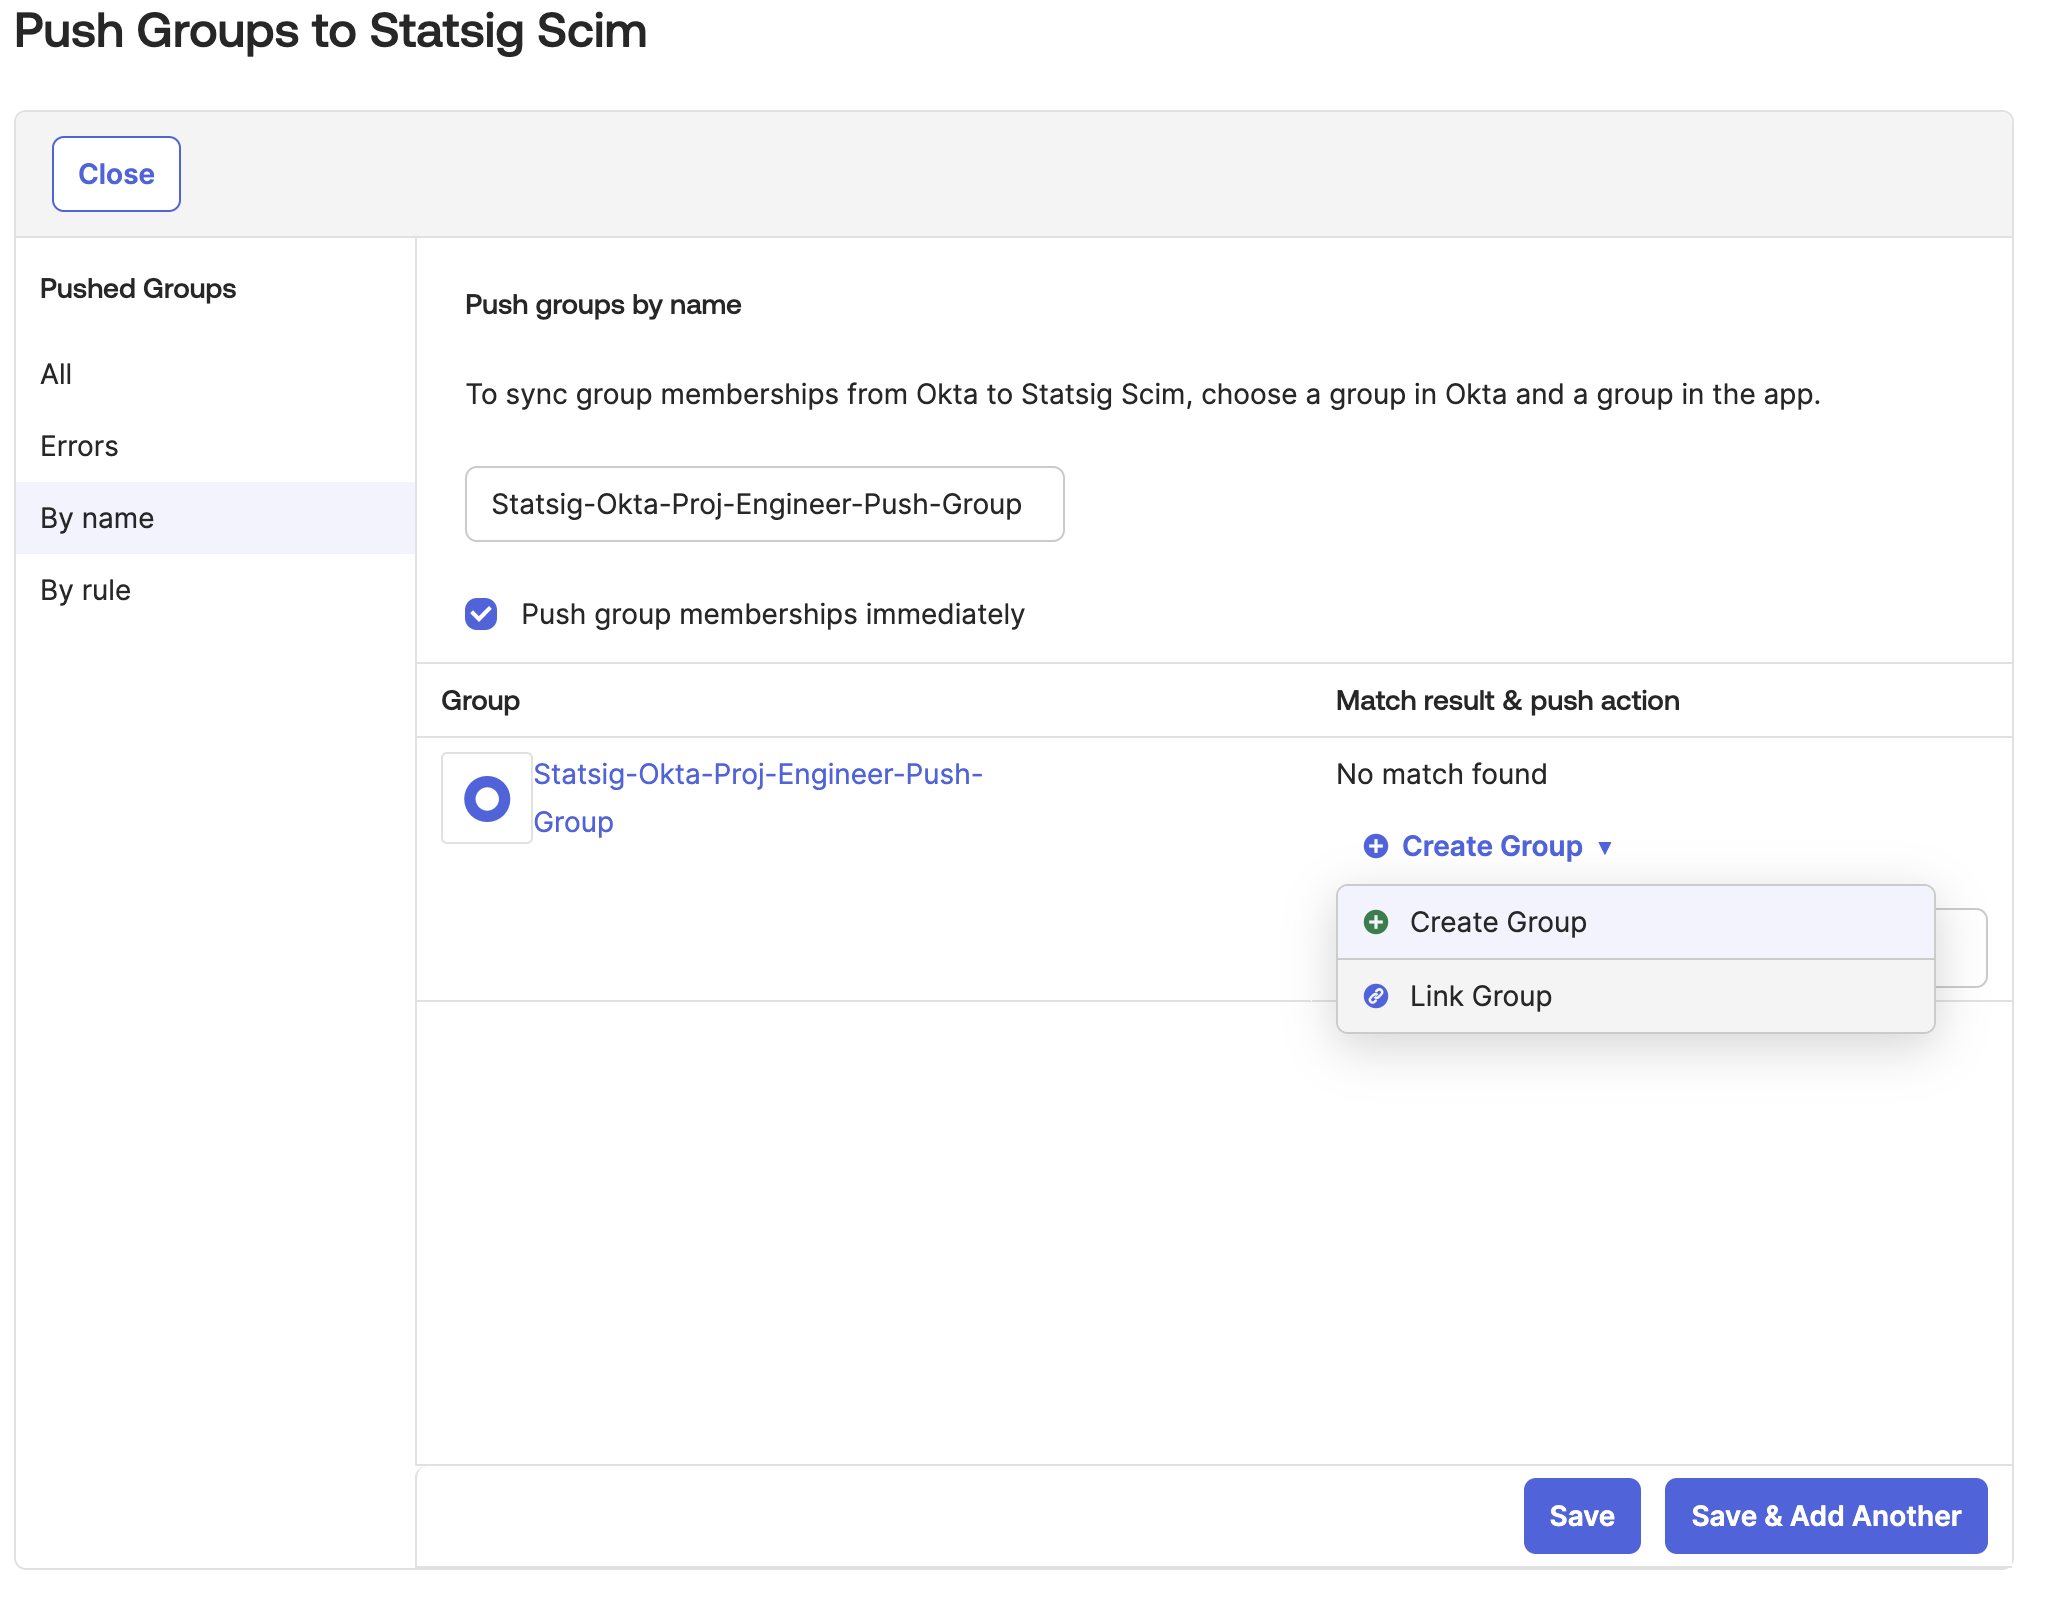 Push Groups to Statsig Scim
Close
Pushed Groups
All
Errors
By name
By rule
Push groups by name
To sync group memberships from Okta to Statsig Scim, choose a group in Okta and a group in the app.
Statsig-Okta-Proj-Engineer-Push-Group
Push group memberships immediately
Group
Match result & push action
Statsig-Okta-Proj-Engineer-Push-
Group
No match found
Create Group ▼
Create Group
Link Group
Save
Save & Add Another